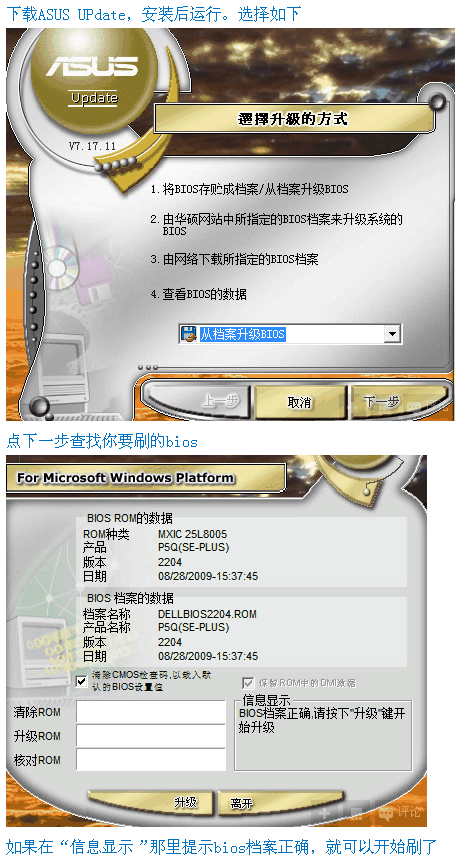 下载ASUS UPdate，安装后运行。选择如下
ASUS
Update
V7.17.11
選擇升級的方式
1.将BIOS存贮成档案/从档案升级BIOS
2.由华硕网站中所指定的BIOS档案来升级系统的
BIOS
3.由网络下载所指定的BIOS档案
4.查看BIOS的数据
从档案升级BIOS
上一步
取消
下一步
点下一步查找你要刷的bios
For Microsoft Windows Platform
BIOS ROM的数据
ROM种类 MXIC 25L8005
产品 P5Q(SE-PLUS)
版本 2204
日期 08/28/2009-15:37:45
BIOS 档案的数据
档案名称 DELLBIOS2204.ROM
产品名称 P5Q(SE-PLUS)
版本 2204
日期 08/28/2009-15:37:45
清除CMOS检查码,以载入默
认的BIOS设置值
保留ROM中的DMI数据
清除ROM
升级ROM
核对ROM
信息显示
BIOS档案正确,请按下"升级"键开
始升级
升级
离开
评论
如果在“信息显示 ”那里提示bios档案正确，就可以开始刷了